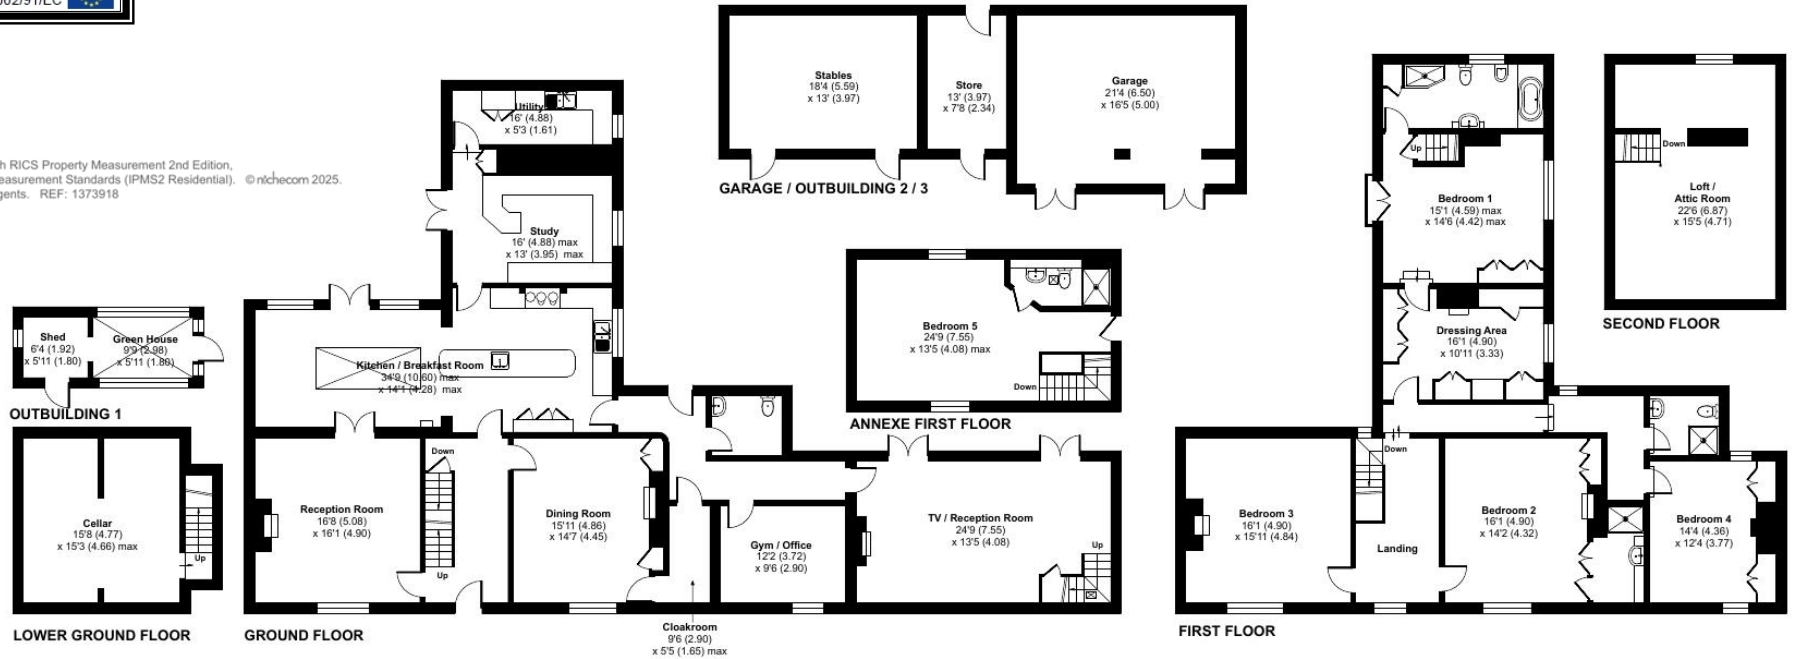 002/91/EC
h RICS Property Measurement 2nd Edition,
easurement Standards (IPMS2 Residential). © nichecom 2025.
gents. REF: 1373918
Stables
18'4 (5.59)
x 13' (3.97)
Store
13' (3.97)
x 7'8 (2.34)
Garage
21'4 (6.50)
x 16'5 (5.00)
GARAGE / OUTBUILDING 2 / 3
Shed
6'4 (1.92)
x 5'11 (1.80)
Green House
9'9 (2.98)
x 5'11 (1.80)
OUTBUILDING 1
Cellar
15'8 (4.77)
x 15'3 (4.66) max
Up
LOWER GROUND FLOOR
Utility
16' (4.88)
x 5'3 (1.61)
Study
16' (4.88) max
x 13' (3.95) max
Kitchen / Breakfast Room
34'9 (10.60) max
x 14'1 (4.28) max
Reception Room
16'8 (5.08)
x 16'1 (4.90)
Down
Up
Dining Room
15'11 (4.86)
x 14'7 (4.45)
Gym / Office
12'2 (3.72)
x 9'6 (2.90)
TV / Reception Room
24'9 (7.55)
x 13'5 (4.08)
Up
Cloakroom
9'6 (2.90)
x 5'5 (1.65) max
GROUND FLOOR
Bedroom 5
24'9 (7.55)
x 13'5 (4.08) max
Down
ANNEXE FIRST FLOOR
Up
Bedroom 1
15'1 (4.59) max
x 14'6 (4.42) max
Dressing Area
16'1 (4.90)
x 10'11 (3.33)
Down
Bedroom 3
16'1 (4.90)
x 15'11 (4.84)
Landing
Bedroom 2
16'1 (4.90)
x 14'2 (4.32)
Bedroom 4
14'4 (4.36)
x 12'4 (3.77)
FIRST FLOOR
Down
Loft /
Attic Room
22'6 (6.87)
x 15'5 (4.71)
SECOND FLOOR